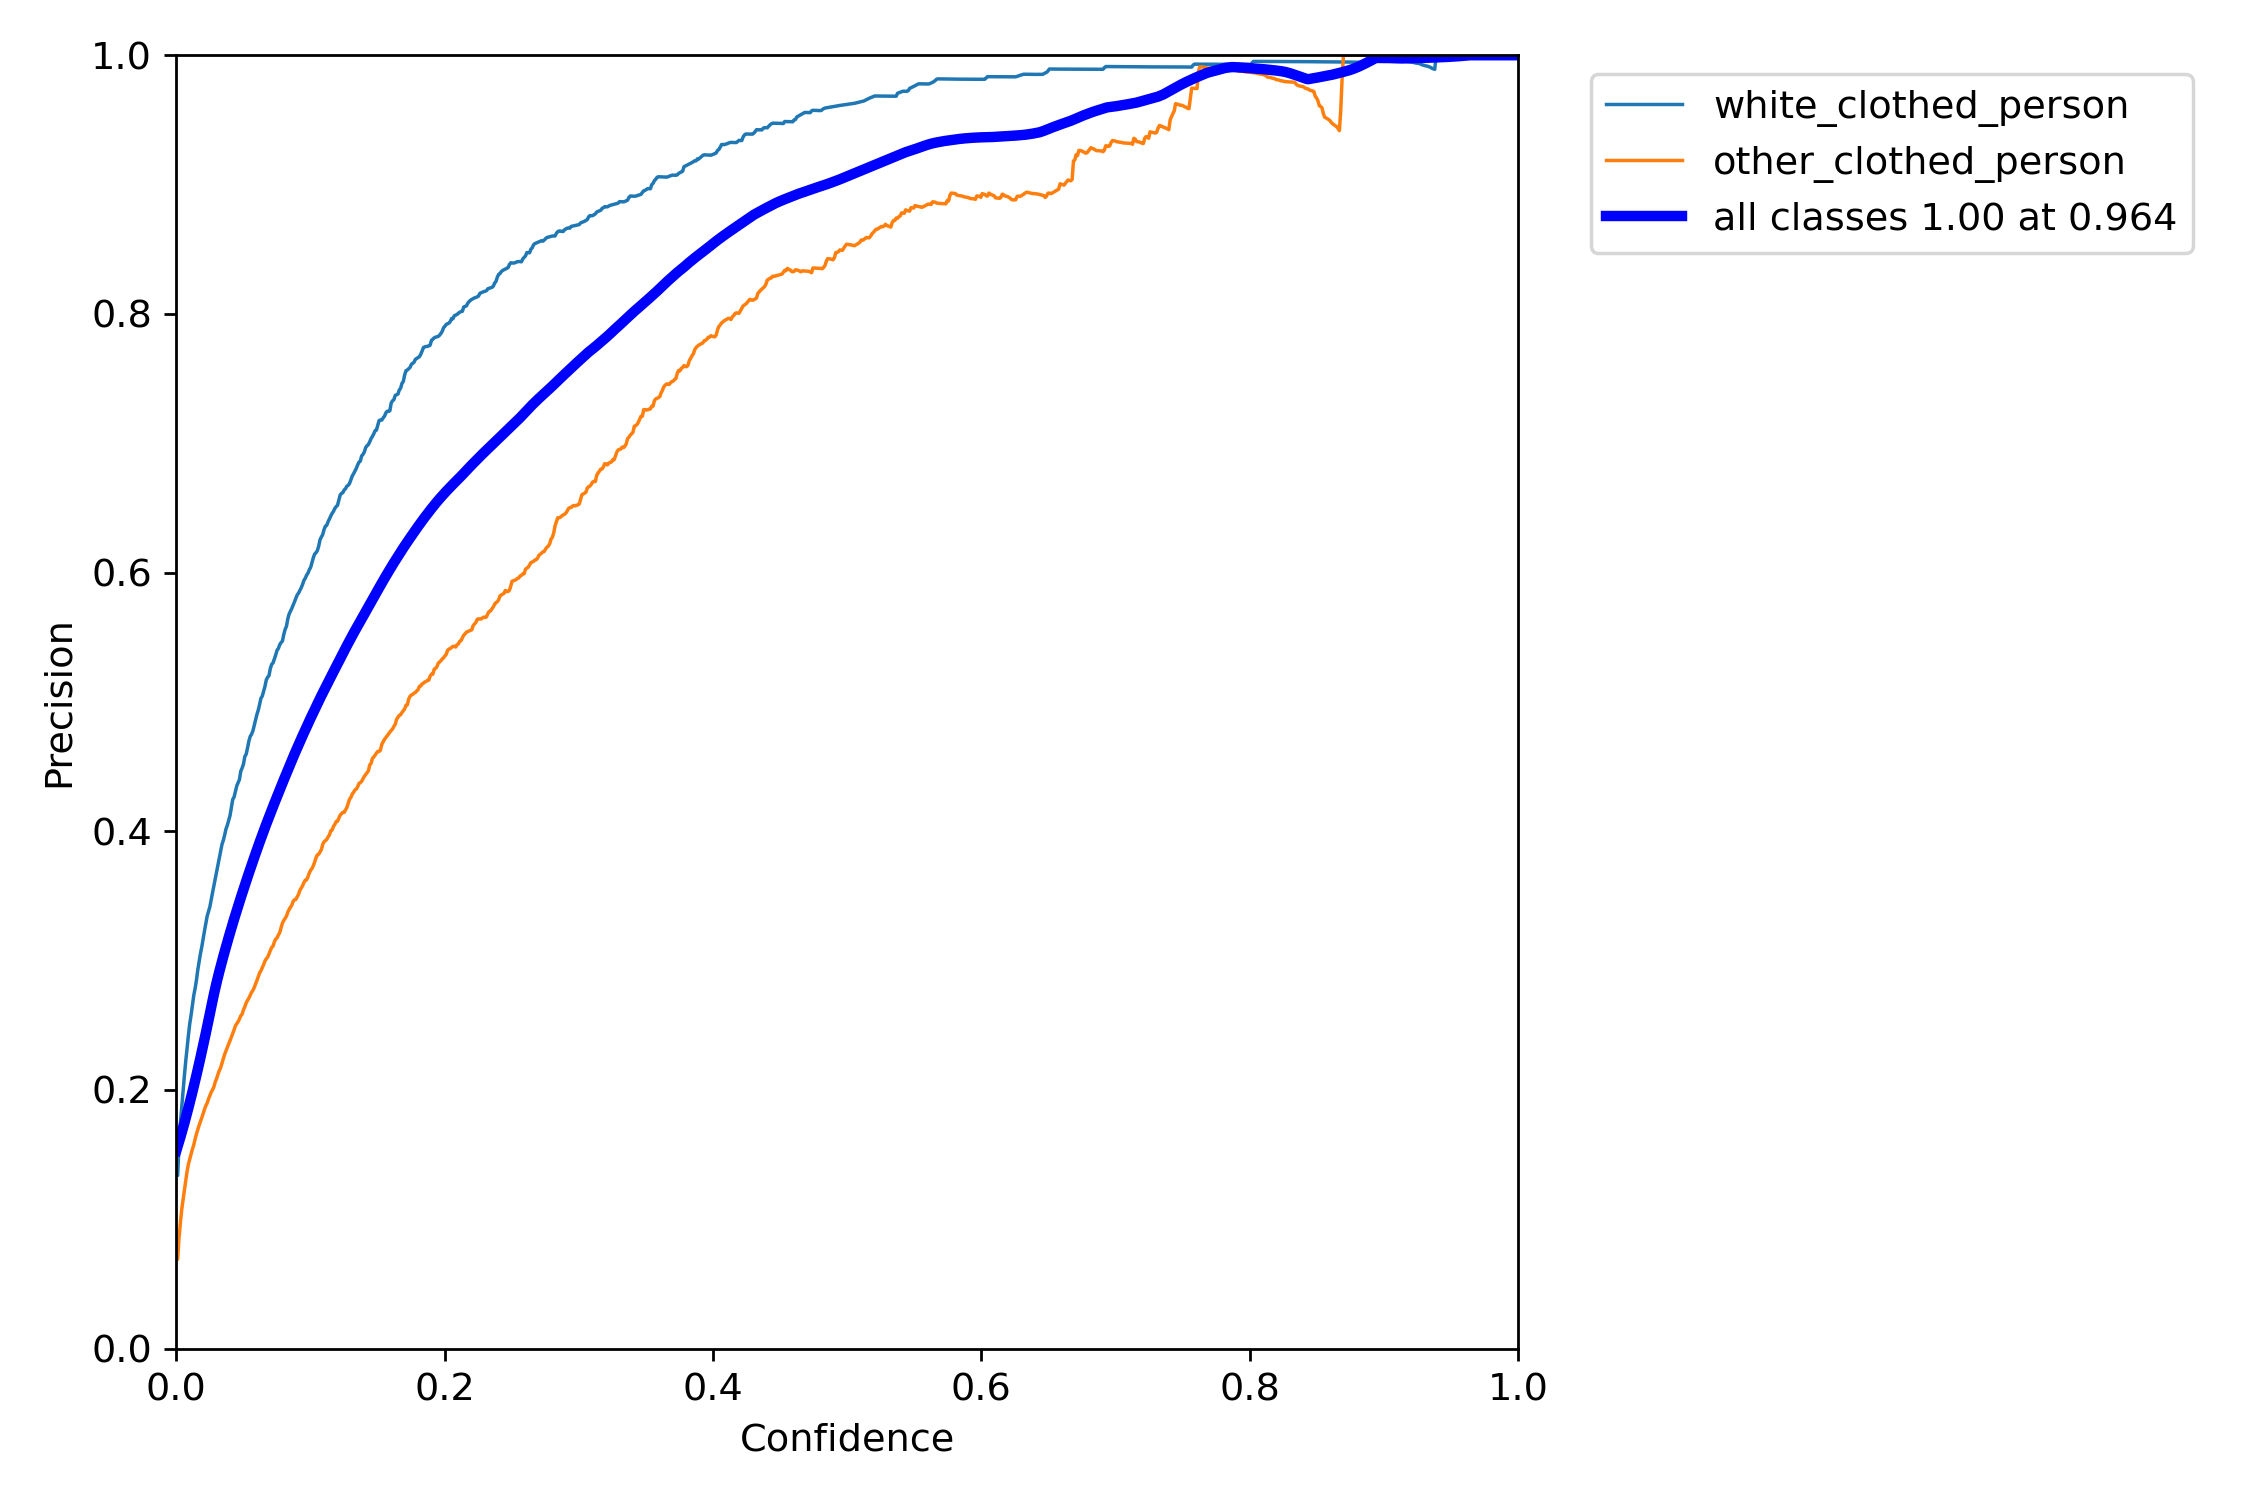 1.0
0.8
0.6
0.4
0.2
0.0
Precision
0.0 0.2 0.4 0.6 0.8 1.0
Confidence
white_clothed_person
other_clothed_person
all classes 1.00 at 0.964